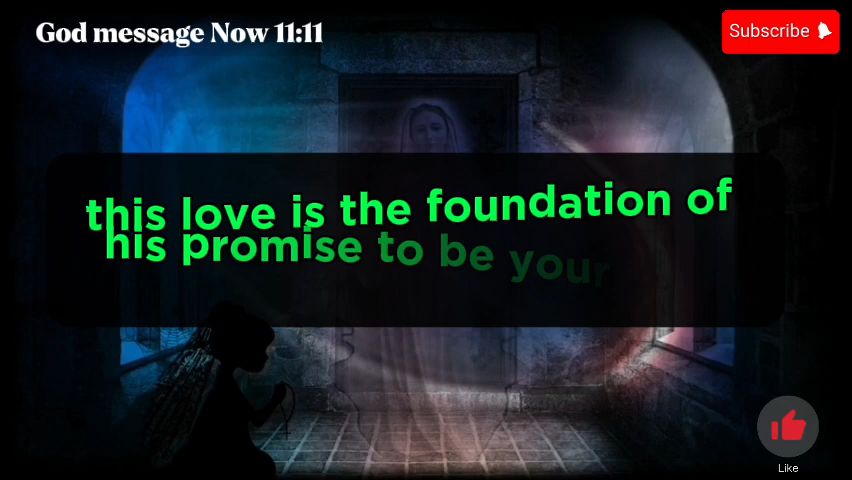 God message Now 11:11
Subscribe
this love is the foundation of
his promise to be your
Like